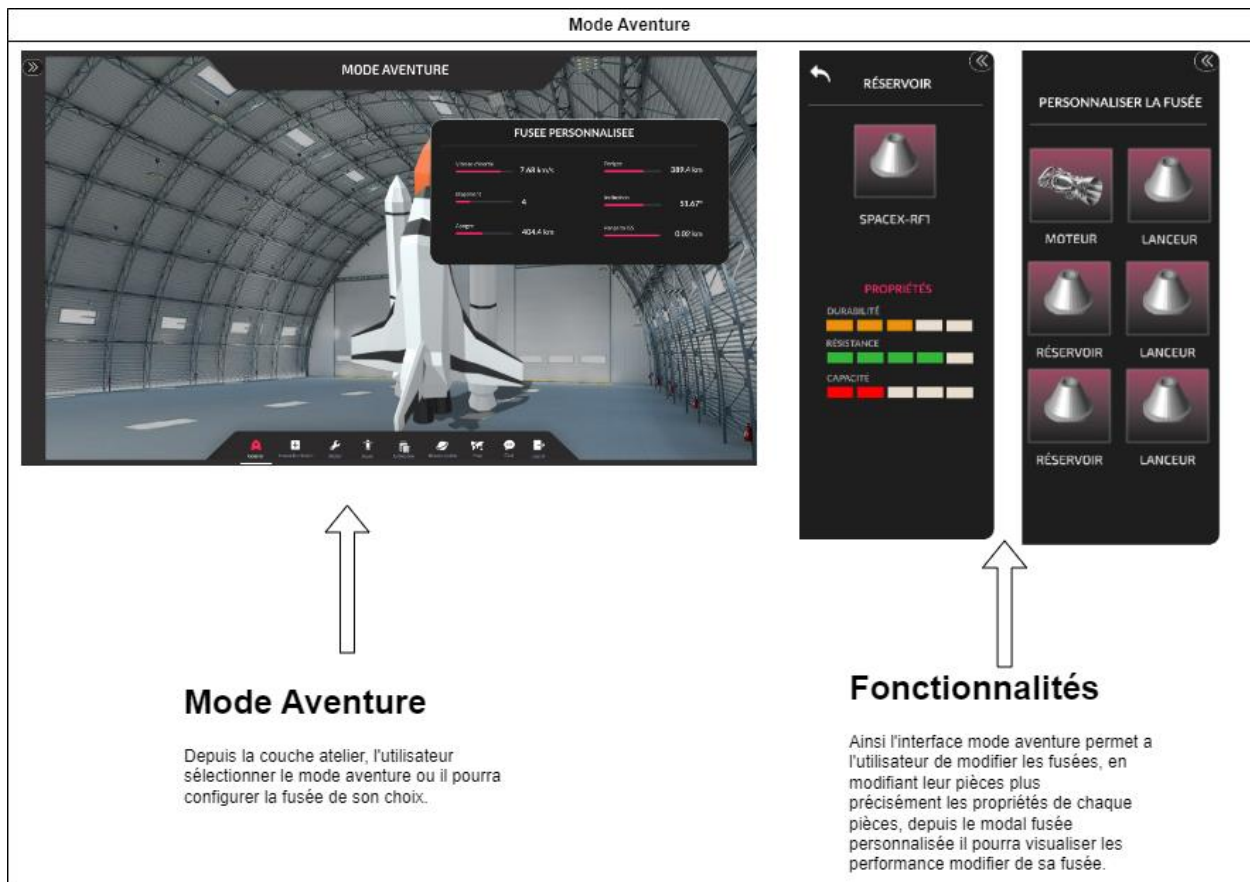 Mode Aventure
MODE AVENTURE
FUSEE PERSONNALISEE
7.68 km/s
389.4 km
4
51.67°
404.4 km
0.02 km
RÉSERVOIR
SPACEX-RF1
PROPRIÉTÉS
DURABILITÉ
RÉSISTANCE
CAPACITÉ
PERSONNALISER LA FUSÉE
MOTEUR
LANCEUR
RÉSERVOIR
LANCEUR
RÉSERVOIR
LANCEUR
Mode Aventure
Depuis la couche atelier, l'utilisateur
sélectionner le mode aventure ou il pourra
configurer la fusée de son choix.
Fonctionnalités
Ainsi l'interface mode aventure permet a
l'utilisateur de modifier les fusées, en
modifiant leur pièces plus
précisément les propriétés de chaque
pièces, depuis le modal fusée
personnalisée il pourra visualiser les
performance modifier de sa fusée.